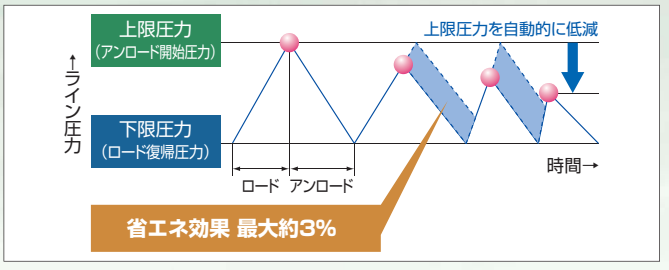 上限圧力
（アンロード開始圧力）
上限圧力を自動的に低減
←ライン圧力
下限圧力
（ロード復帰圧力）
時間→
ロード
アンロード
省エネ効果 最大約3%